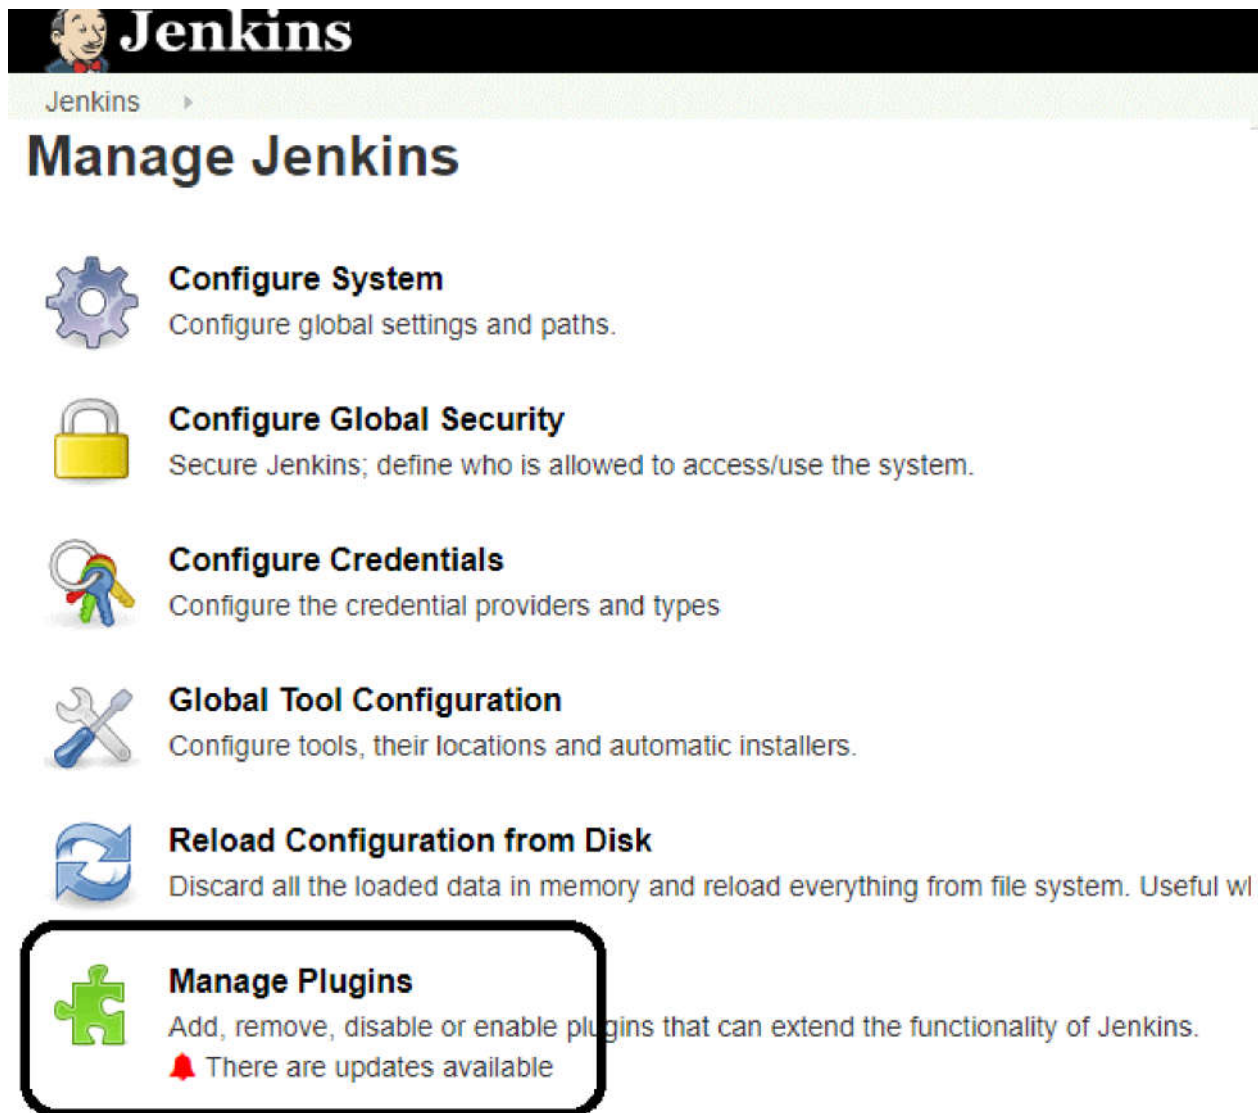 Jenkins
Jenkins
Manage Jenkins
Configure System
Configure global settings and paths.
Configure Global Security
Secure Jenkins; define who is allowed to access/use the system.
Configure Credentials
Configure the credential providers and types
Global Tool Configuration
Configure tools, their locations and automatic installers.
Reload Configuration from Disk
Discard all the loaded data in memory and reload everything from file system. Useful
Manage Plugins
Add, remove, disable or enable plugins that can extend the functionality of Jenkins.
There are updates available